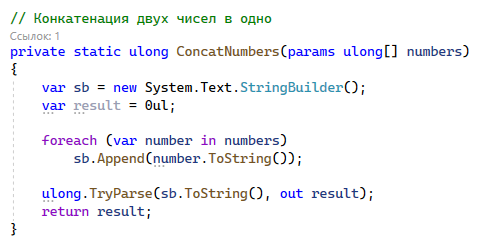 // Конкатенация двух чисел в одно
Ссылок: 1
private static ulong ConcatNumbers(params ulong[] numbers)
{
    var sb = new System.Text.StringBuilder();
    var result = 0ul;

    foreach (var number in numbers)
        sb.Append(number.ToString());

    ulong.TryParse(sb.ToString(), out result);
    return result;
}